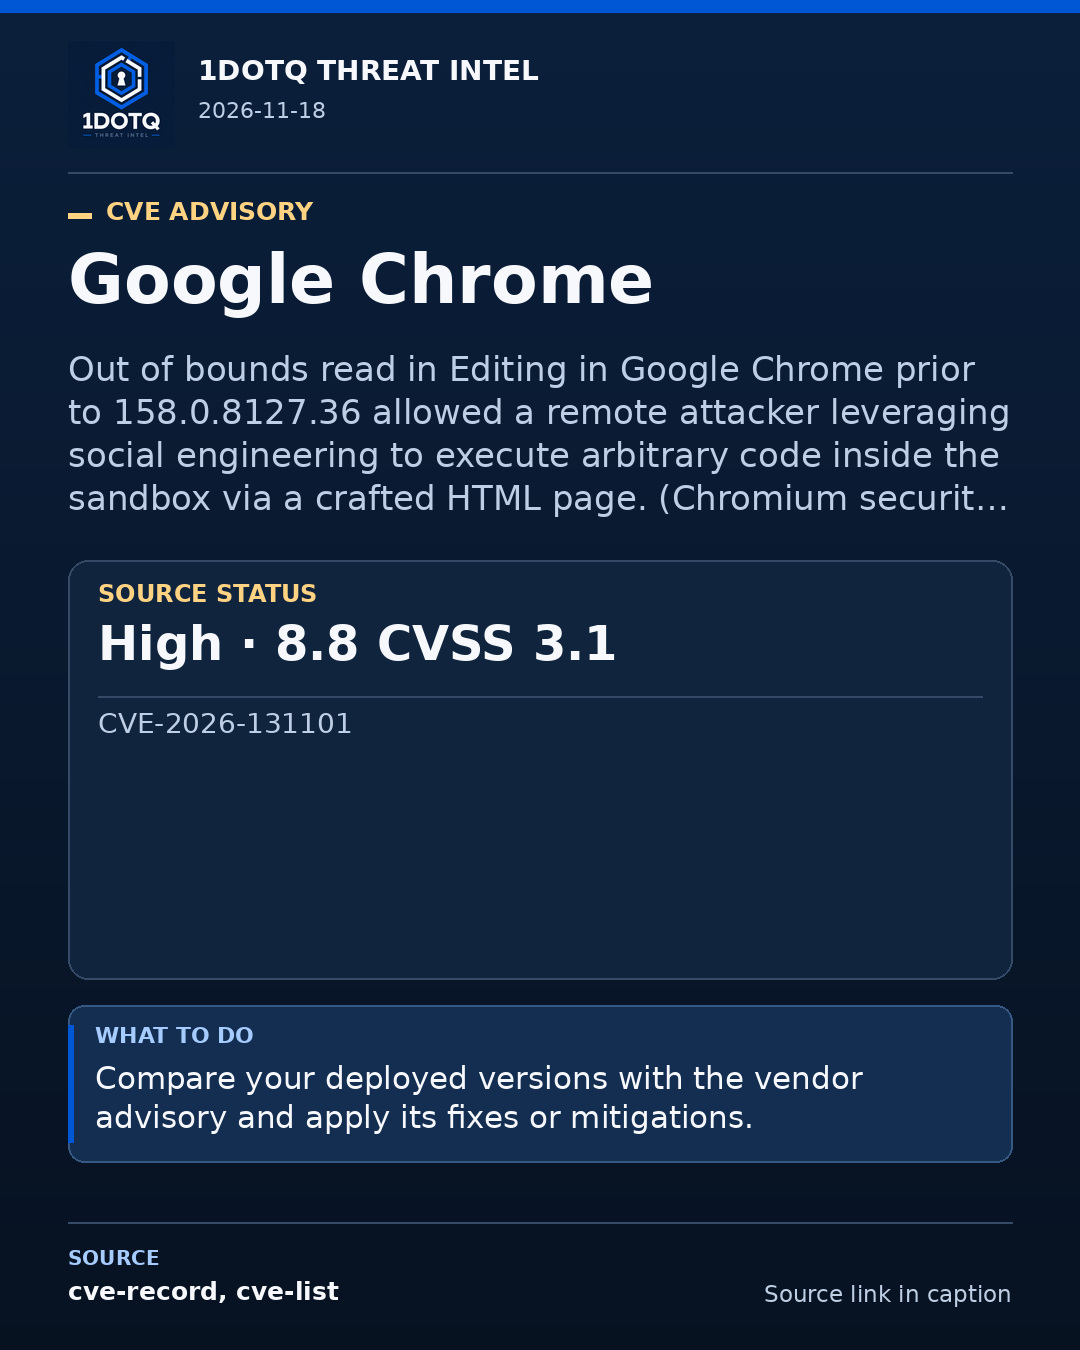 1DOTQ
THREAT INTEL
1DOTQ THREAT INTEL
2026-11-18
CVE ADVISORY
Google Chrome
Out of bounds read in Editing in Google Chrome prior
to 158.0.8127.36 allowed a remote attacker leveraging
social engineering to execute arbitrary code inside the
sandbox via a crafted HTML page. (Chromium securit...
SOURCE STATUS
High · 8.8 CVSS 3.1
CVE-2026-131101
WHAT TO DO
Compare your deployed versions with the vendor
advisory and apply its fixes or mitigations.
SOURCE
cve-record, cve-list
Source link in caption